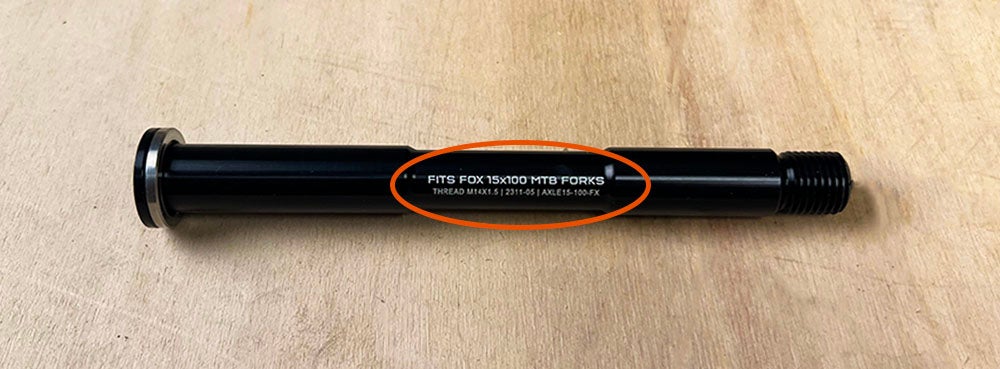 FITS FOX 15x100 MTB FORKS
THREAD M14X1.5 | 2311-05 | AXLE15-100-FX